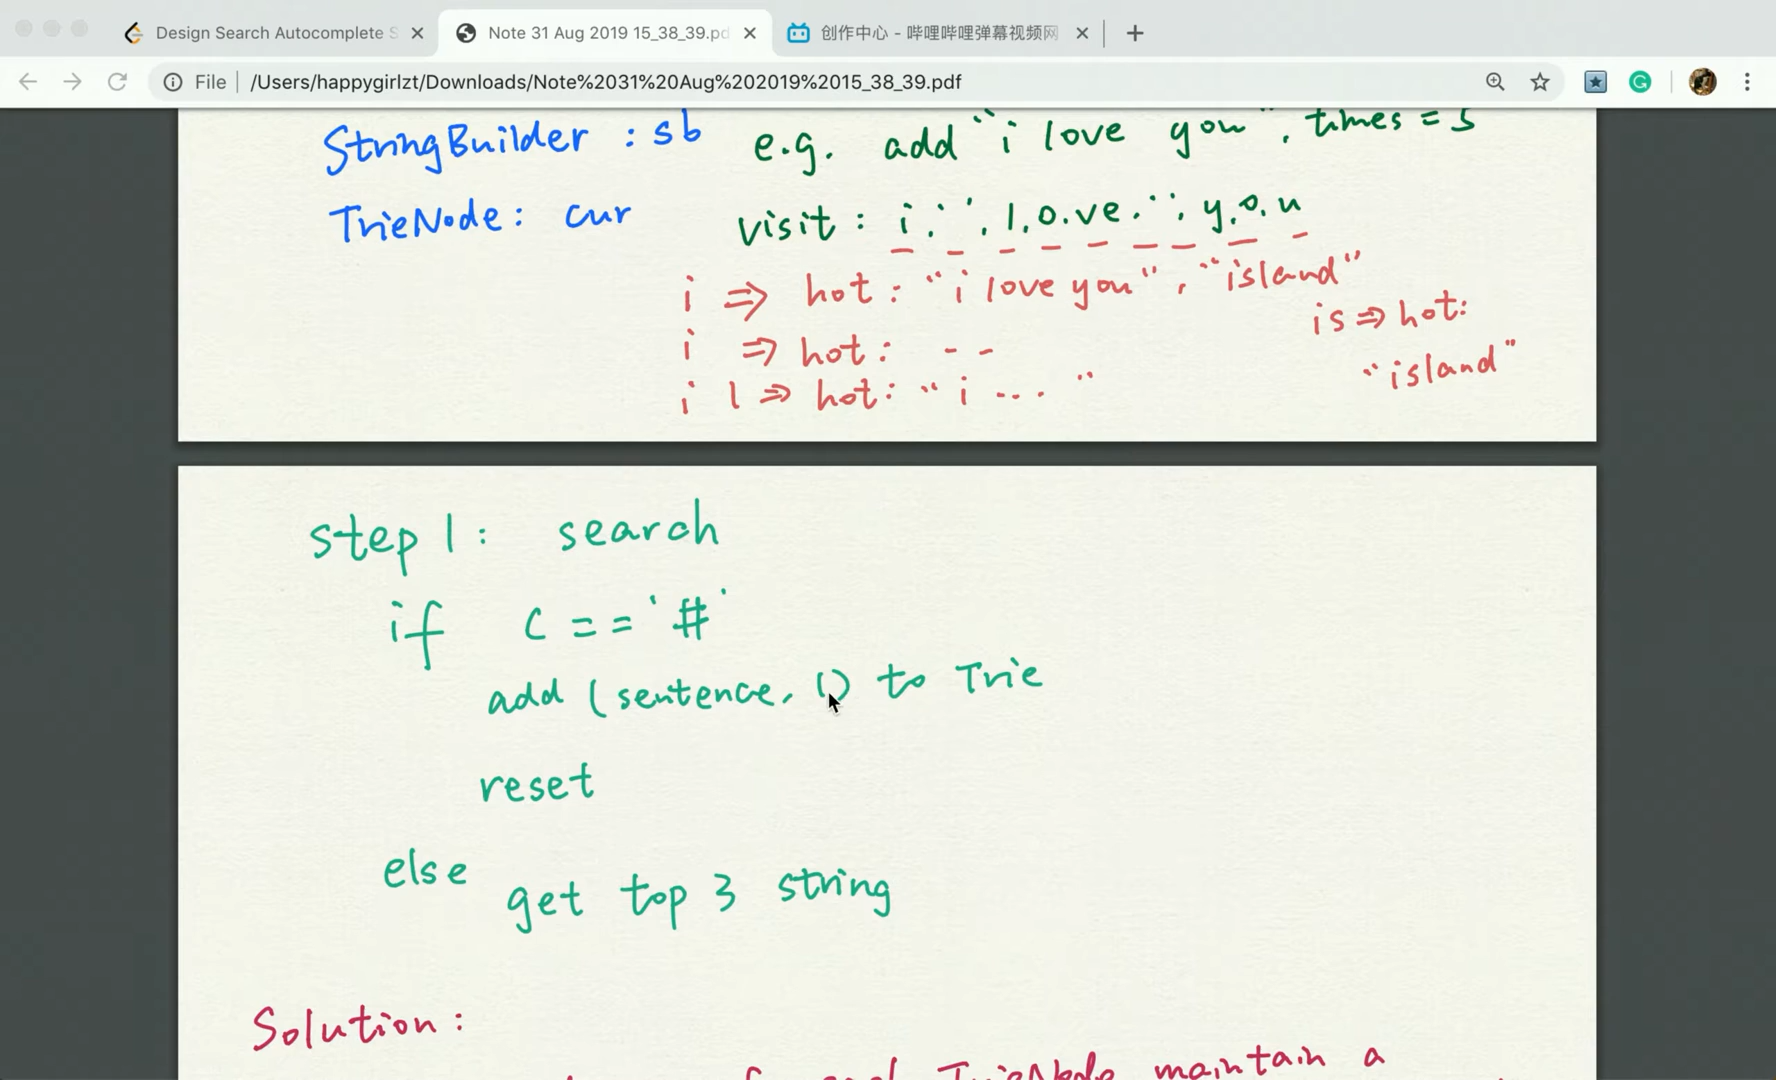 Design Search Autocomplete S
Note 31 Aug 2019 15_38_39.pd
创作中心 - 哔哩哔哩弹幕视频网
File /Users/happygirlzt/Downloads/Note%2031%20Aug%202019%2015_38_39.pdf
StringBuilder : sb e.g. add "i love you", times = 5
TrieNode: cur visit : i.' '.l.o.ve.' '.y.o.u
i ⇒ hot : "i love you", "island"
is ⇒ hot:
i ⇒ hot : - -
"island"
i l ⇒ hot: "i ... "
step 1 : search
if c == '#'
add (sentence, 1) to Trie
reset
else
get top 3 string
Solution :
TrieNode maintain a